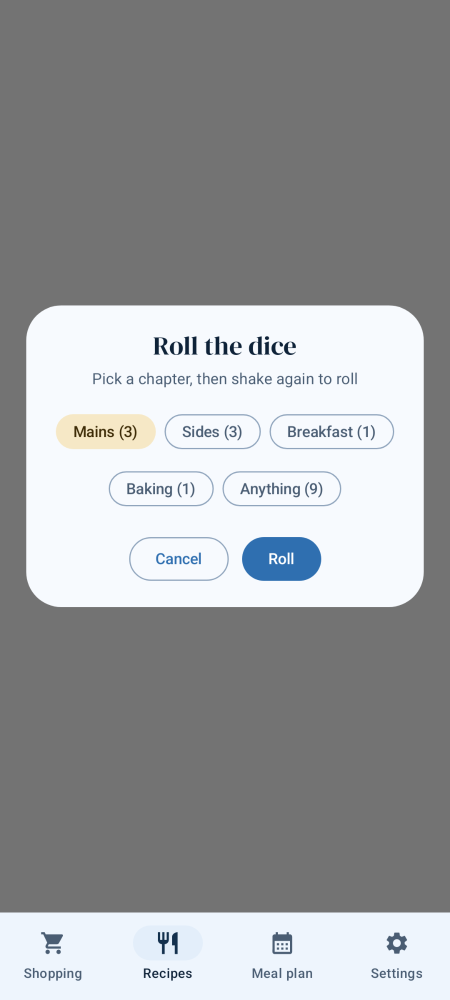 Roll the dice
Pick a chapter, then shake again to roll
Mains (3) Sides (3) Breakfast (1)
Baking (1) Anything (9)
Cancel Roll
Shopping Recipes Meal plan Settings